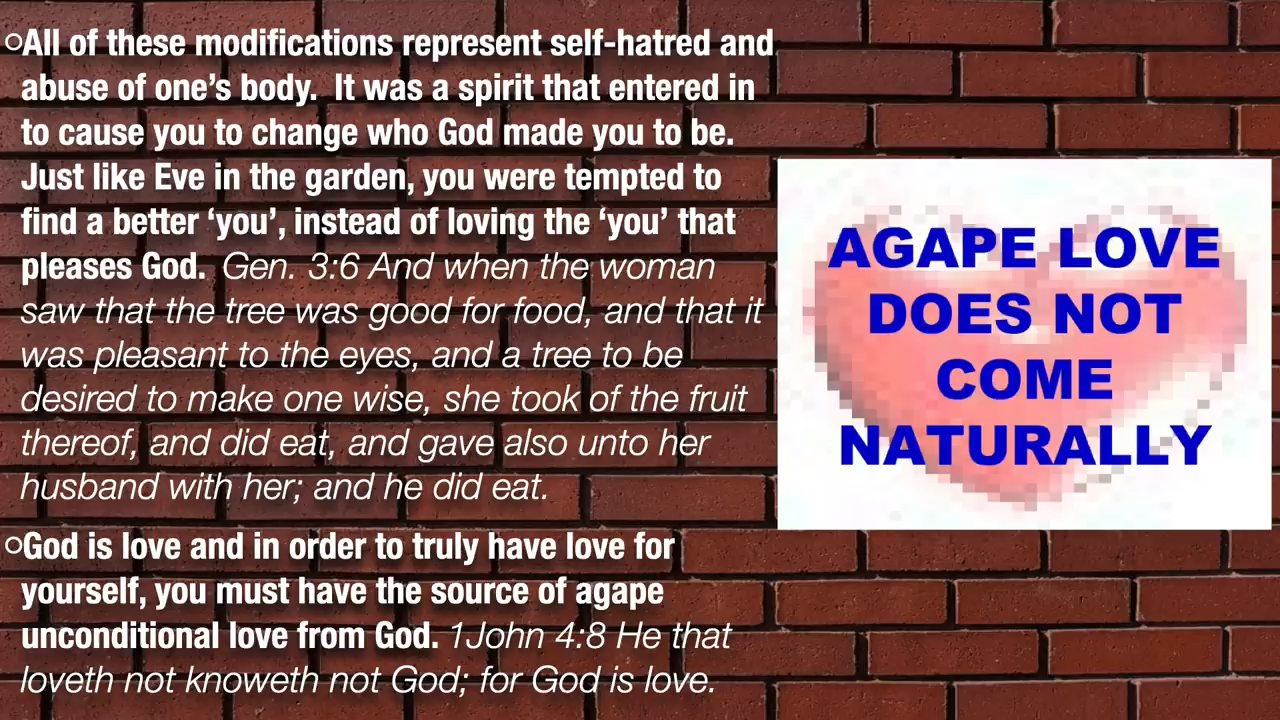 ○All of these modifications represent self-hatred and
abuse of one’s body.  It was a spirit that entered in
to cause you to change who God made you to be.
Just like Eve in the garden, you were tempted to
find a better ‘you’, instead of loving the ‘you’ that
pleases God.  Gen. 3:6 And when the woman
saw that the tree was good for food, and that it
was pleasant to the eyes, and a tree to be
desired to make one wise, she took of the fruit
thereof, and did eat, and gave also unto her
husband with her; and he did eat.
○God is love and in order to truly have love for
yourself, you must have the source of agape
unconditional love from God. 1John 4:8 He that
loveth not knoweth not God; for God is love.
AGAPE LOVE
DOES NOT
COME
NATURALLY